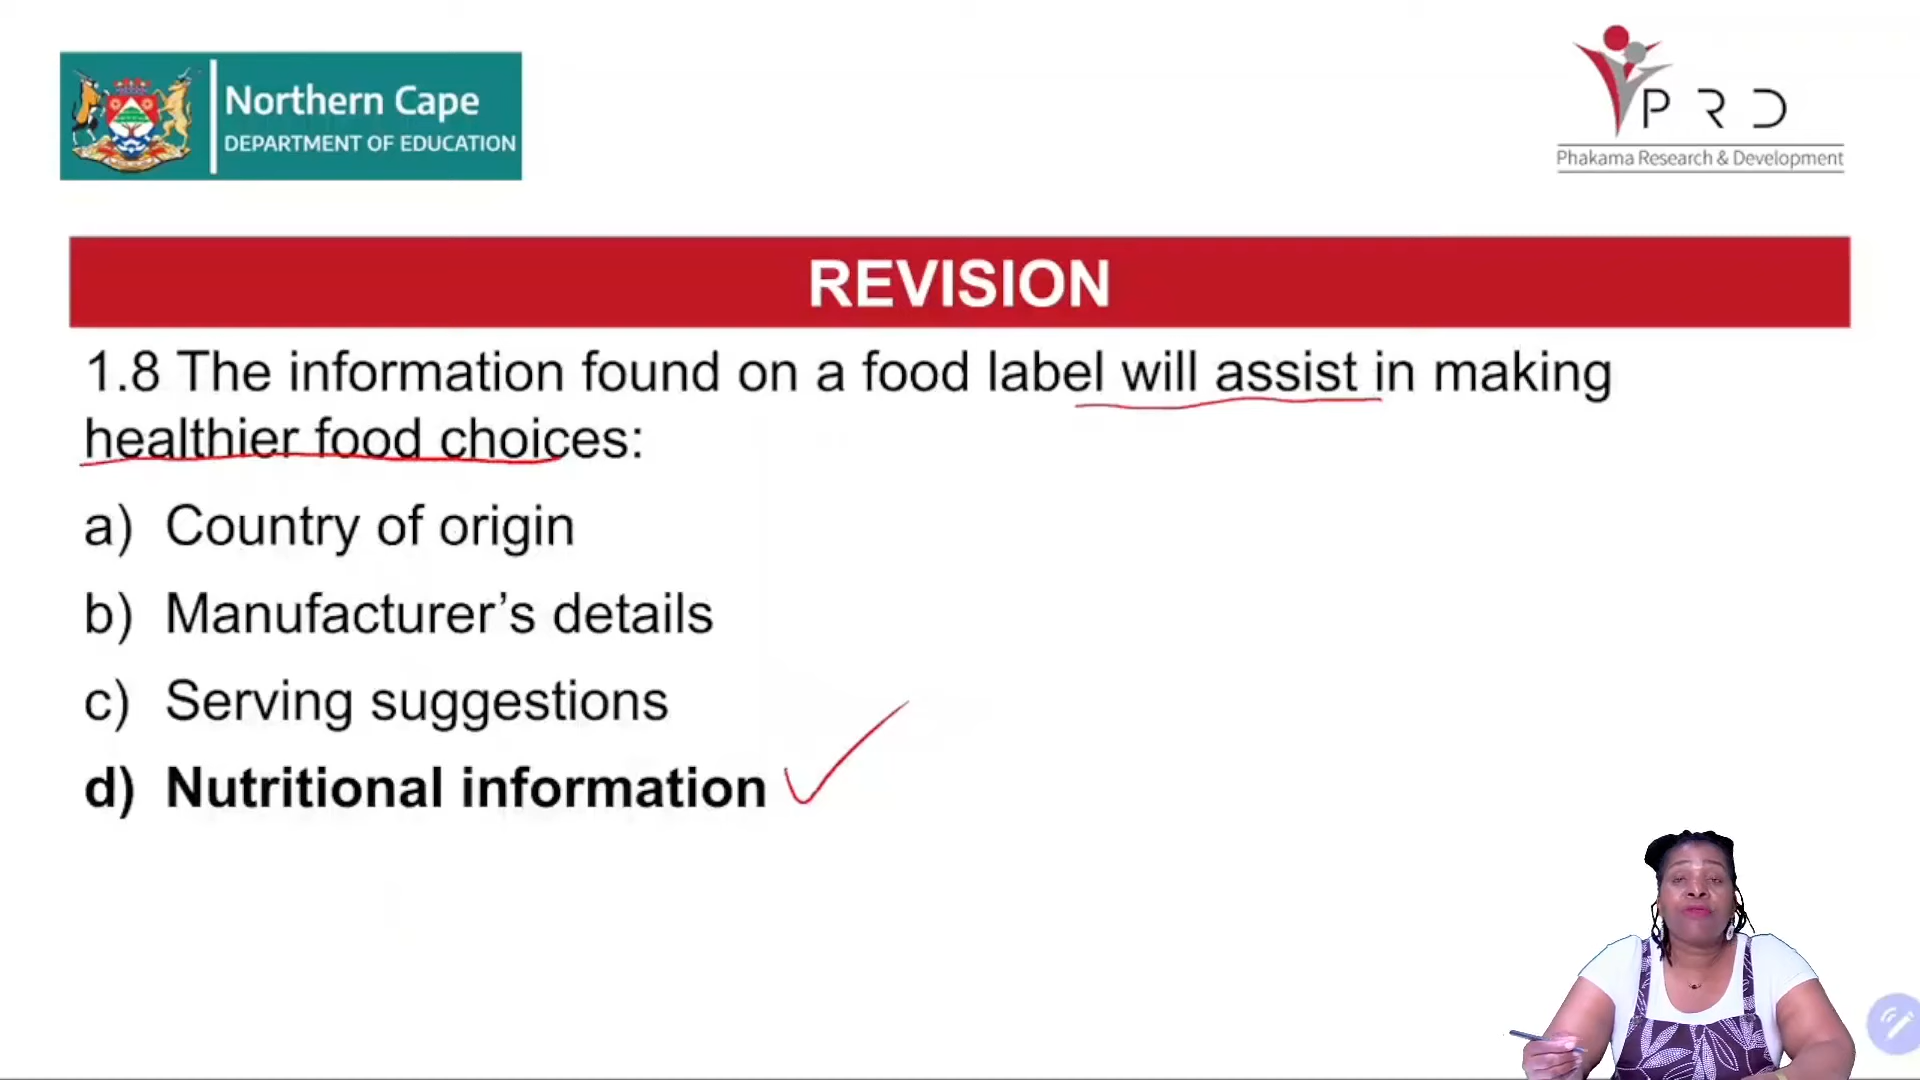 Northern Cape
DEPARTMENT OF EDUCATION
PRD
Phakama Research & Development
REVISION
1.8 The information found on a food label will assist in making
healthier food choices:
a) Country of origin
b) Manufacturer’s details
c) Serving suggestions
d) Nutritional information